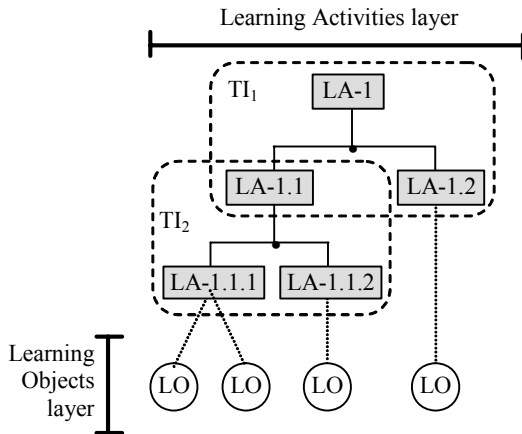 Learning Activities layer
TI1
LA-1
LA-1.1
LA-1.2
TI2
LA-1.1.1
LA-1.1.2
Learning
Objects
layer
LO
LO
LO
LO